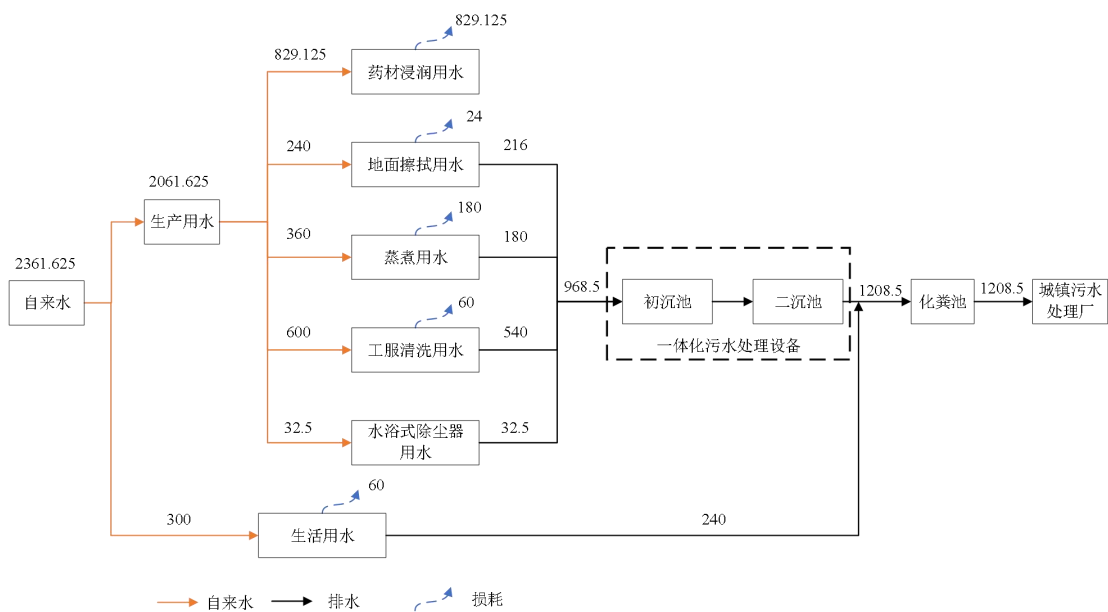 829.125
829.125
药材浸润用水
24
240
地面擦拭用水
216
2061.625
生产用水
180
360
蒸煮用水
180
2361.625
自来水
968.5
初沉池
二沉池
1208.5
化粪池
1208.5
城镇污水
处理厂
一体化污水处理设备
60
600
工服清洗用水
540
32.5
水浴式除尘器
用水
32.5
60
300
生活用水
240
自来水
排水
损耗